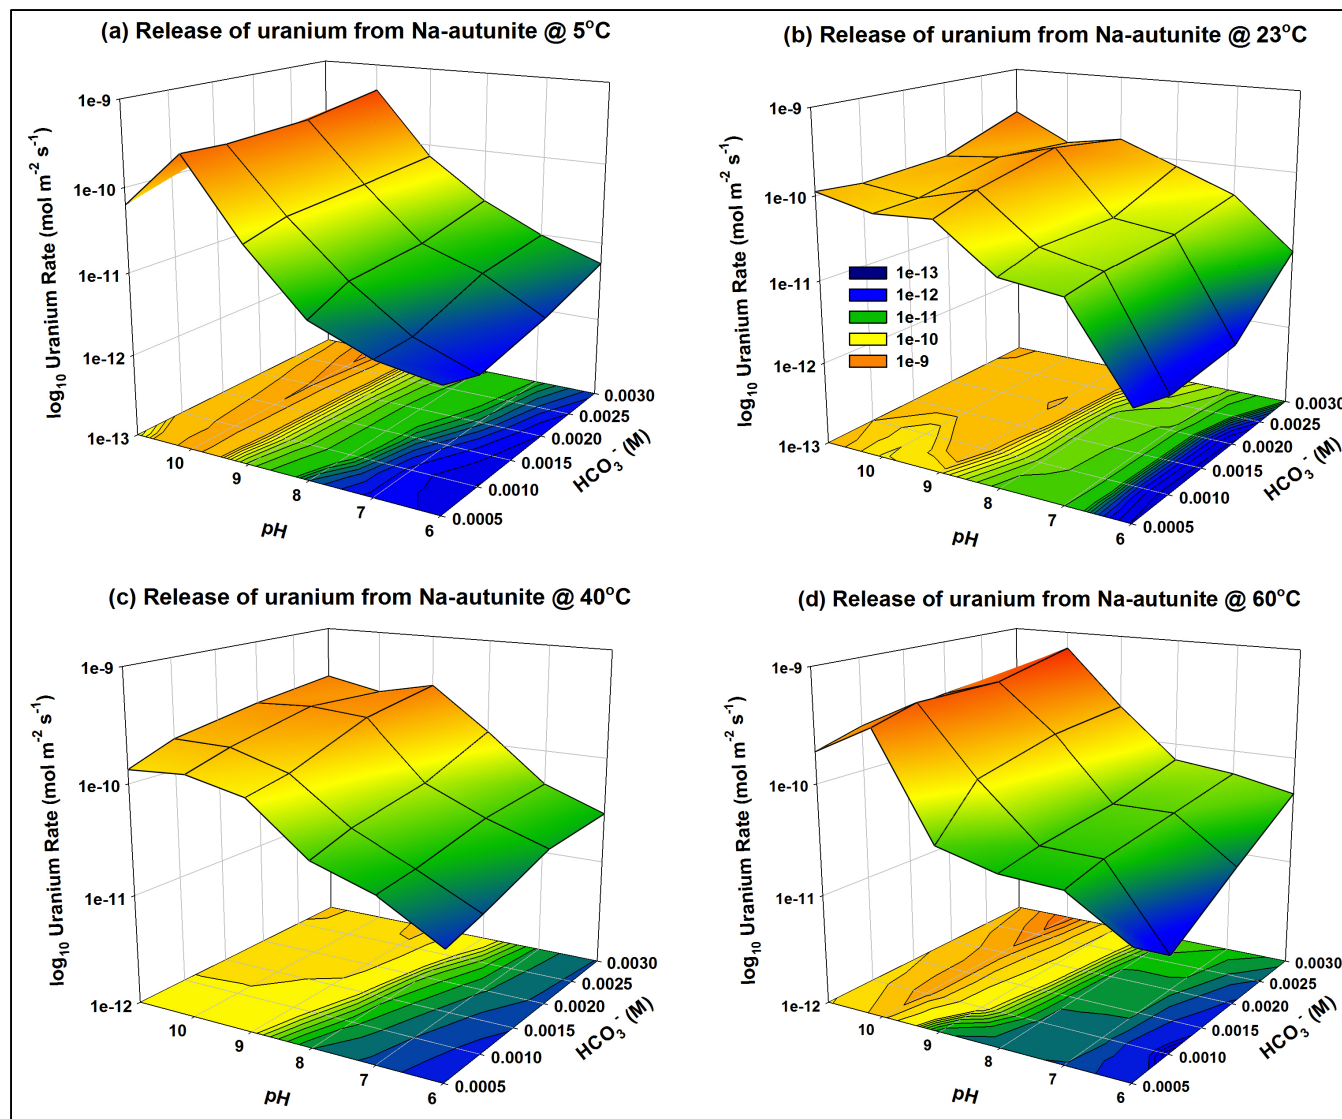 (a) Release of uranium from Na-autunite @ 5°C
1e-9
1e-10
1e-11
1e-12
1e-13
log₁₀ Uranium Rate (mol m⁻² s⁻¹)
10
9
8
7
6
pH
0.0030
0.0025
0.0020
0.0015
0.0010
0.0005
HCO₃⁻ (M)
(b) Release of uranium from Na-autunite @ 23°C
1e-9
1e-10
1e-11
1e-12
1e-13
log₁₀ Uranium Rate (mol m⁻² s⁻¹)
1e-13
1e-12
1e-11
1e-10
1e-9
10
9
8
7
6
pH
0.0030
0.0025
0.0020
0.0015
0.0010
0.0005
HCO₃⁻ (M)
(c) Release of uranium from Na-autunite @ 40°C
1e-9
1e-10
1e-11
1e-12
log₁₀ Uranium Rate (mol m⁻² s⁻¹)
10
9
8
7
6
pH
0.0030
0.0025
0.0020
0.0015
0.0010
0.0005
HCO₃⁻ (M)
(d) Release of uranium from Na-autunite @ 60°C
1e-9
1e-10
1e-11
1e-12
log₁₀ Uranium Rate (mol m⁻² s⁻¹)
10
9
8
7
6
pH
0.0030
0.0025
0.0020
0.0015
0.0010
0.0005
HCO₃⁻ (M)